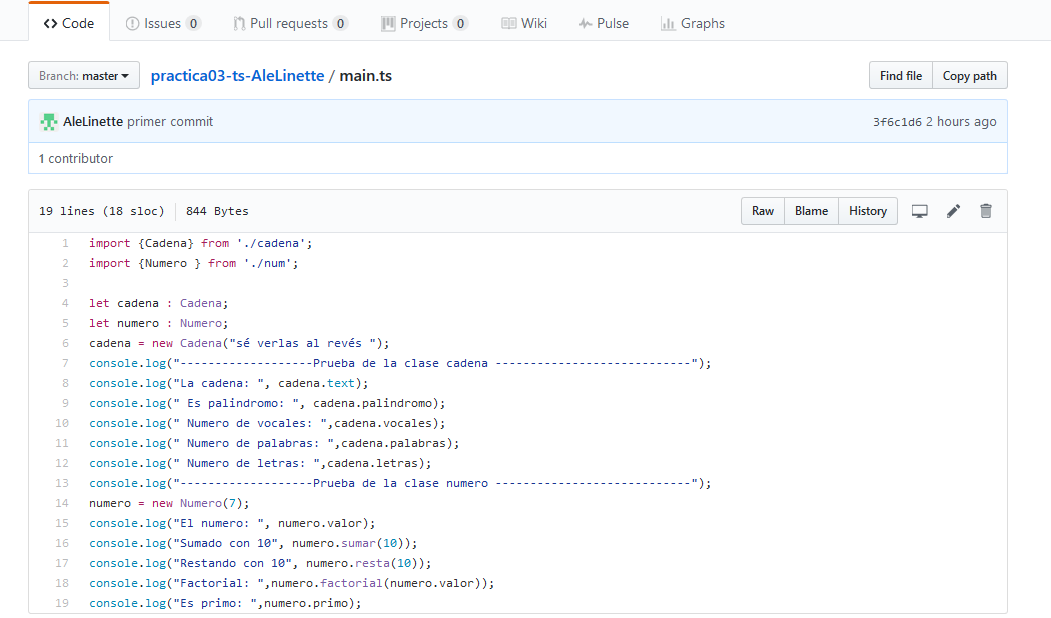 Code Issues 0 Pull requests 0 Projects 0 Wiki Pulse Graphs
Branch: master practica03-ts-AleLinette / main.ts Find file Copy path
AleLinette primer commit 3f6c1d6 2 hours ago
1 contributor
19 lines (18 sloc) 844 Bytes Raw Blame History
1 import {Cadena} from './cadena';
2 import {Numero } from './num';
3
4 let cadena : Cadena;
5 let numero : Numero;
6 cadena = new Cadena("sé verlas al revés ");
7 console.log("-------------------Prueba de la clase cadena ----------------------------");
8 console.log("La cadena: ", cadena.text);
9 console.log(" Es palindromo: ", cadena.palindromo);
10 console.log(" Numero de vocales: ",cadena.vocales);
11 console.log(" Numero de palabras: ",cadena.palabras);
12 console.log(" Numero de letras: ",cadena.letras);
13 console.log("-------------------Prueba de la clase numero ----------------------------");
14 numero = new Numero(7);
15 console.log("El numero: ", numero.valor);
16 console.log("Sumado con 10", numero.sumar(10));
17 console.log("Restando con 10", numero.resta(10));
18 console.log("Factorial: ",numero.factorial(numero.valor));
19 console.log("Es primo: ",numero.primo);